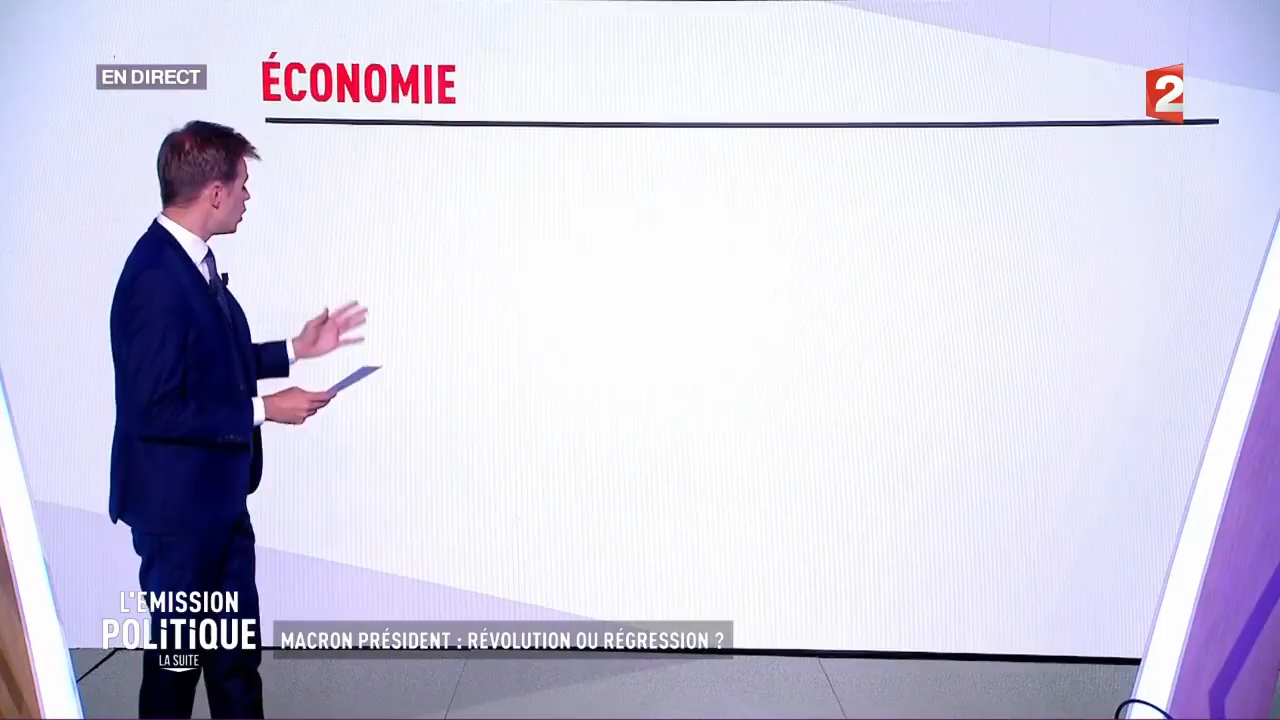 EN DIRECT
ÉCONOMIE
2
L'EMISSION
POLiTiQUE
LA SUITE
MACRON PRÉSIDENT : RÉVOLUTION OU RÉGRESSION ?